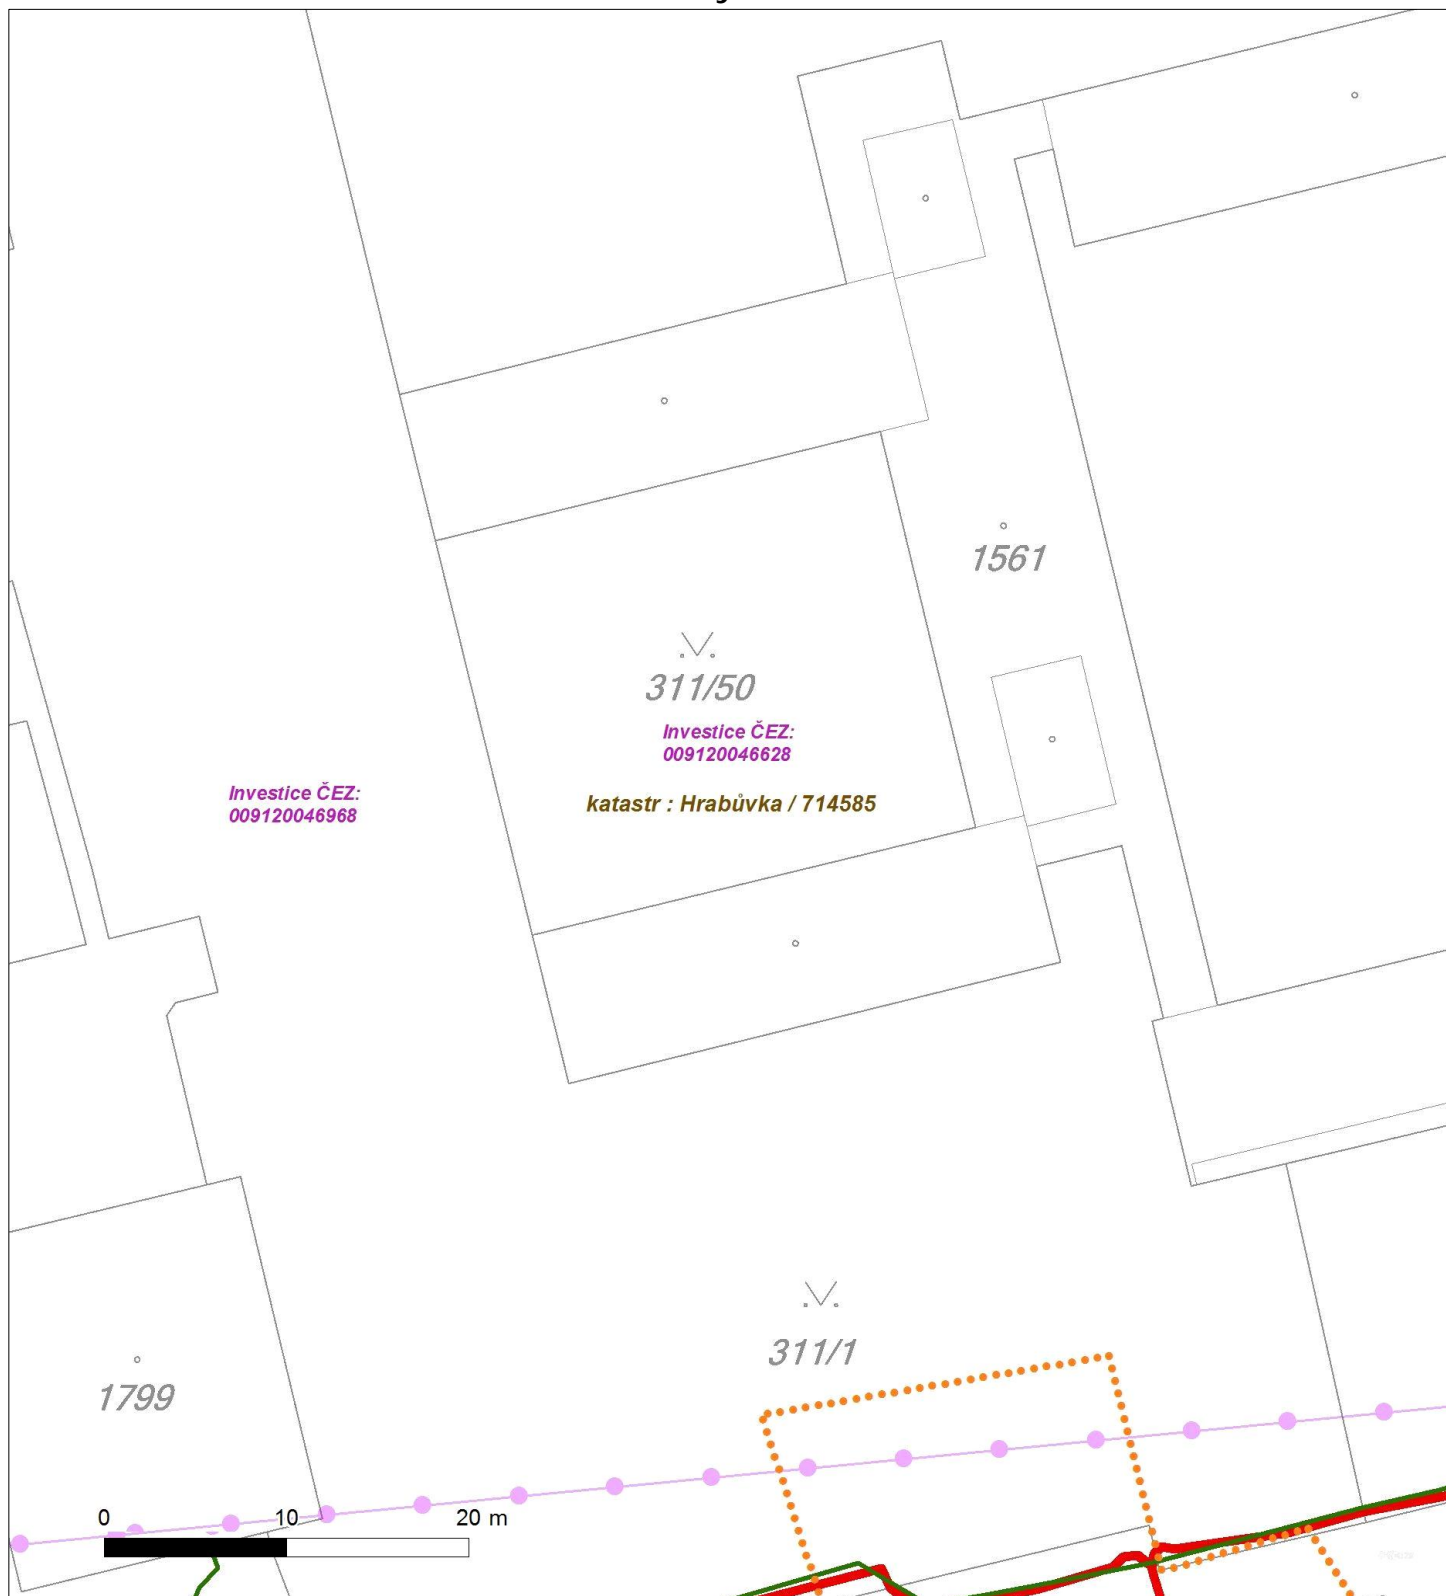 1561
311/50
Investice ČEZ:
009120046628
Investice ČEZ:
009120046968
katastr : Hrabůvka / 714585
311/1
1799
0 10 20 m